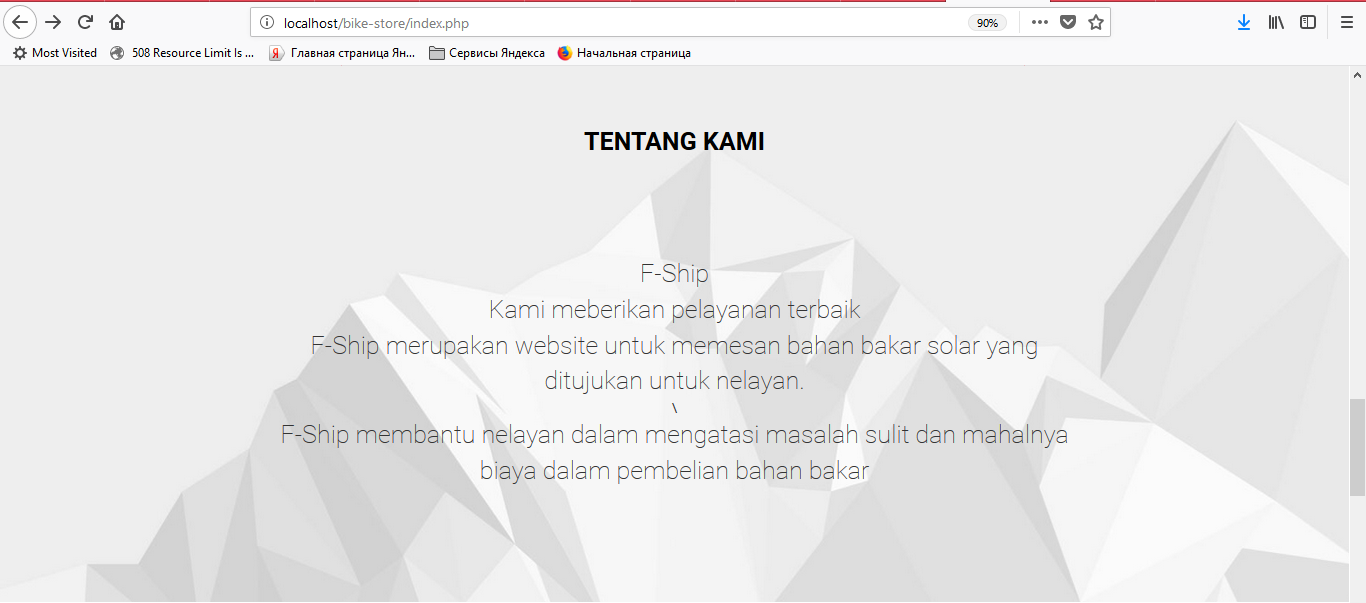 localhost/bike-store/index.php
90%
Most Visited
508 Resource Limit Is ...
Главная страница Ян...
Сервисы Яндекса
Начальная страница
TENTANG KAMI
F-Ship
Kami meberikan pelayanan terbaik
F-Ship merupakan website untuk memesan bahan bakar solar yang
ditujukan untuk nelayan.
\
F-Ship membantu nelayan dalam mengatasi masalah sulit dan mahalnya
biaya dalam pembelian bahan bakar